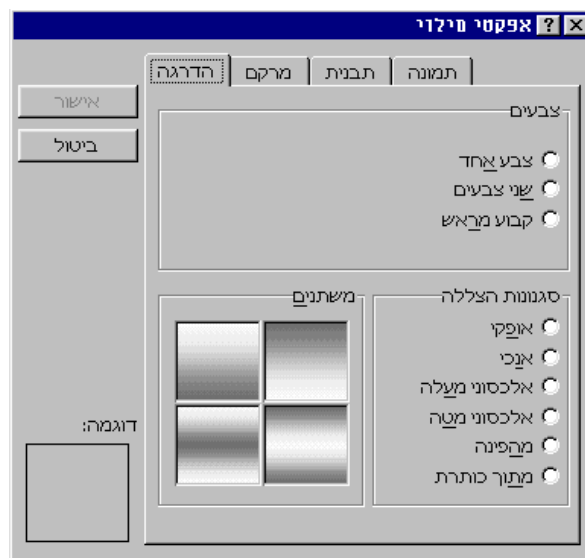 אפקטי מילוי
הדרגה מרקם תבנית תמונה
אישור
ביטול
צבעים
צבע אחד
שני צבעים
קבוע מראש
סגנונות הצללה
אופקי
אנכי
אלכסוני מעלה
אלכסוני מטה
מהפינה
מתוך כותרת
משתנים
דוגמה: